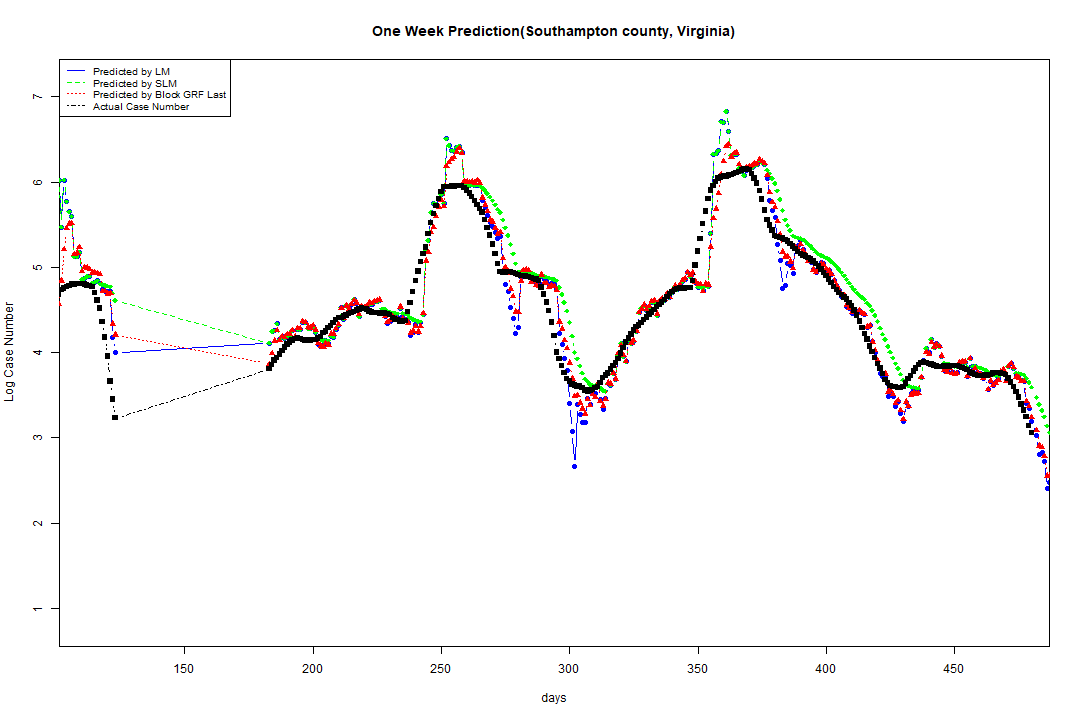 One Week Prediction(Southampton county, Virginia)
Predicted by LM
Predicted by SLM
Predicted by Block GRF Last
Actual Case Number
7
6
5
4
3
2
1
Log Case Number
150 200 250 300 350 400 450
days